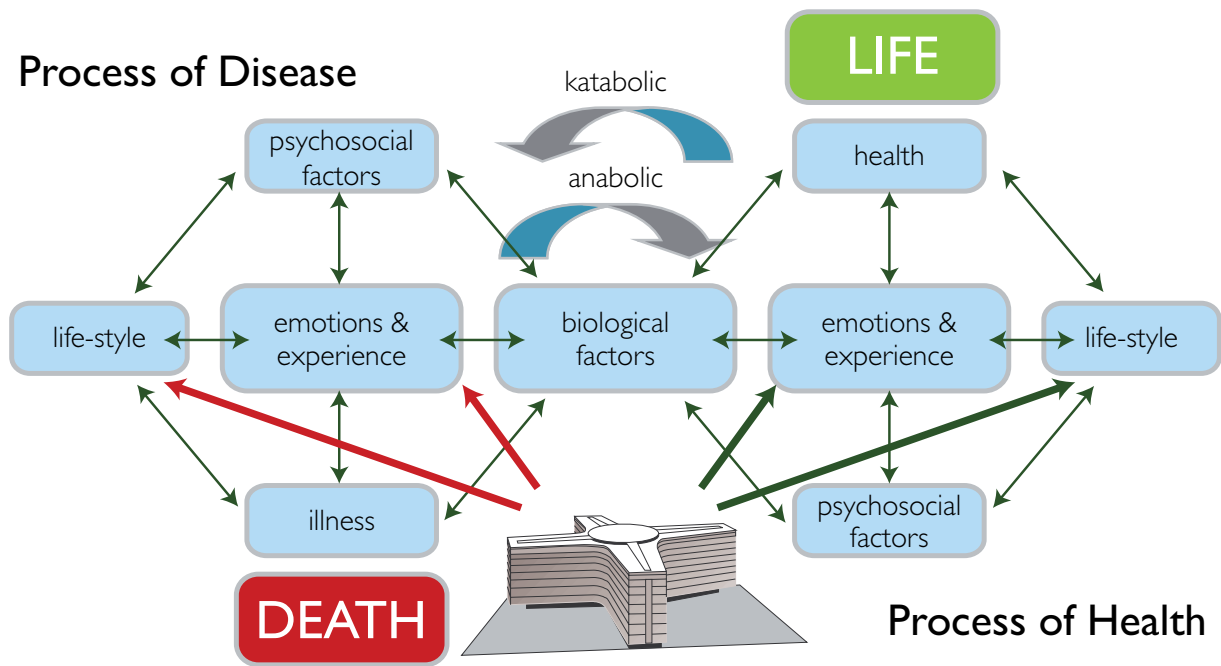 LIFE
Process of Disease
katabolic
psychosocial
factors
health
anabolic
life-style
emotions &
experience
biological
factors
emotions &
experience
life-style
illness
psychosocial
factors
DEATH
Process of Health